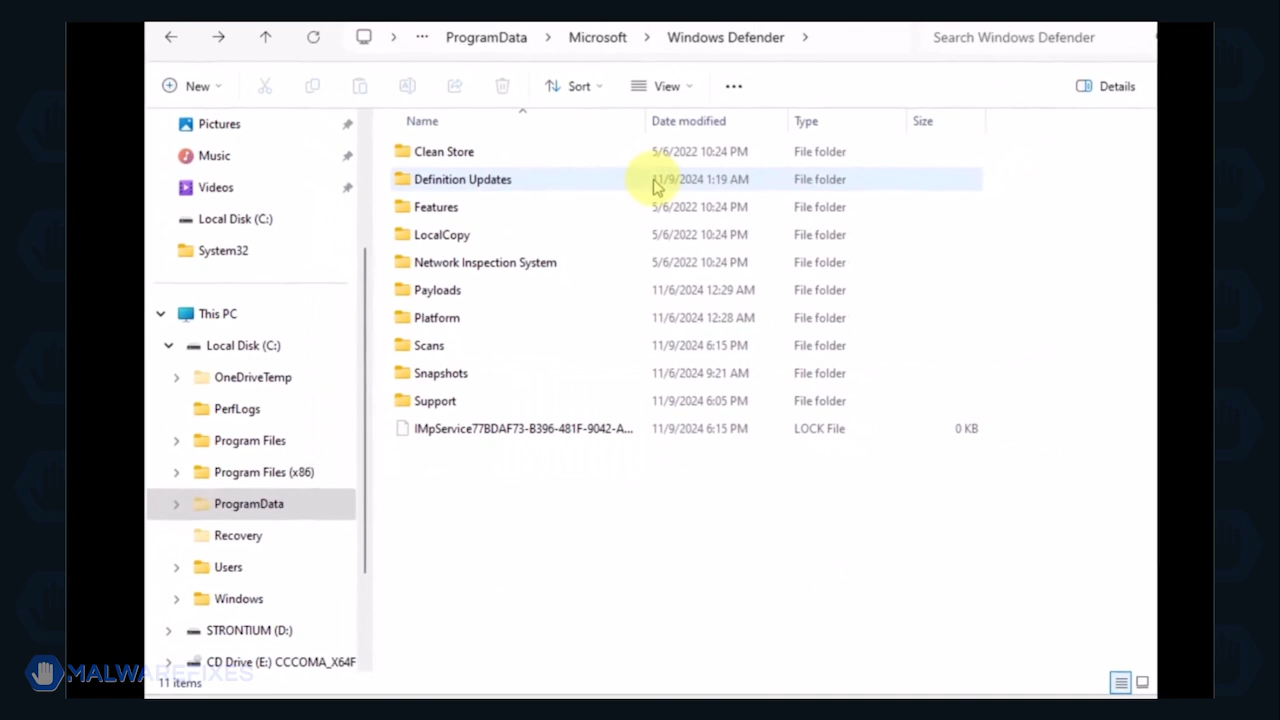 ProgramData > Microsoft > Windows Defender >
Search Windows Defender
New
Sort
View
Details
Pictures
Music
Videos
Local Disk (C:)
System32
This PC
Local Disk (C:)
OneDriveTemp
PerfLogs
Program Files
Program Files (x86)
ProgramData
Recovery
Users
Windows
STRONTIUM (D:)
CD Drive (E:) CCCOMA_X64F
11 items
Name Date modified Type Size
Clean Store 5/6/2022 10:24 PM File folder
Definition Updates 11/9/2024 1:19 AM File folder
Features 5/6/2022 10:24 PM File folder
LocalCopy 5/6/2022 10:24 PM File folder
Network Inspection System 5/6/2022 10:24 PM File folder
Payloads 11/6/2024 12:29 AM File folder
Platform 11/6/2024 12:28 AM File folder
Scans 11/9/2024 6:15 PM File folder
Snapshots 11/6/2024 9:21 AM File folder
Support 11/9/2024 6:05 PM File folder
IMpService77BDAF73-B396-481F-9042-A... 11/9/2024 6:15 PM LOCK File 0 KB
MALWAREFIXES